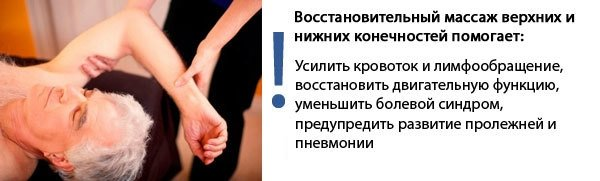 Восстановительный массаж верхних и
нижних конечностей помогает:
!
Усилить кровоток и лимфообращение,
восстановить двигательную функцию,
уменьшить болевой синдром,
предупредить развитие пролежней и
пневмонии